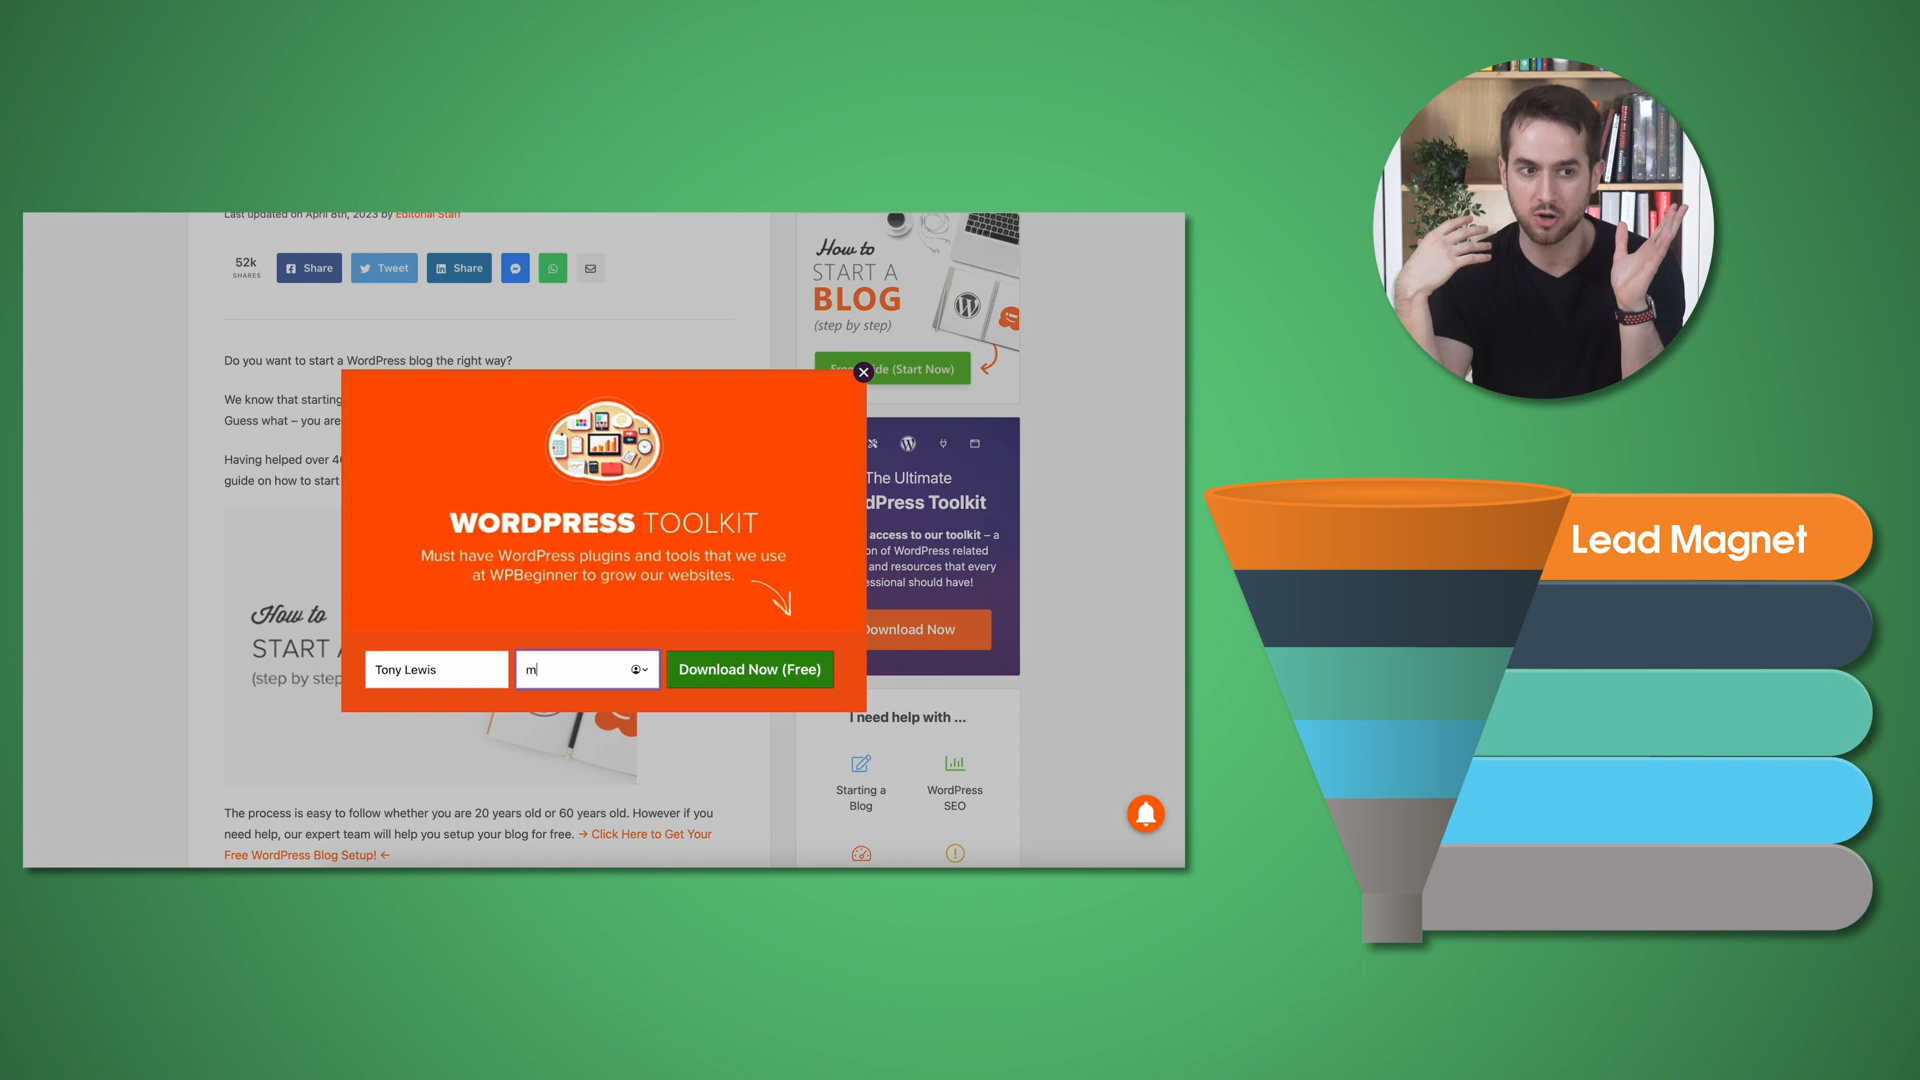 Last updated on April 8th, 2023 by Editorial Staff
52k
SHARES
Share
Tweet
Share
Do you want to start a WordPress blog the right way?
We know that starting
Guess what – you are
Having helped over
guide on how to start
How to
START
(step by step
The process is easy to follow whether you are 20 years old or 60 years old. However if you
need help, our expert team will help you setup your blog for free. → Click Here to Get Your
Free WordPress Blog Setup! ←
WORDPRESS TOOLKIT
Must have WordPress plugins and tools that we use
at WPBeginner to grow our websites.
Tony Lewis
m
Download Now (Free)
How to
START A
BLOG
(step by step)
(Start Now)
The Ultimate
dPress Toolkit
access to our toolkit – a
on of WordPress related
and resources that every
essional should have!
Download Now
I need help with ...
Starting a
Blog
WordPress
SEO
Lead Magnet